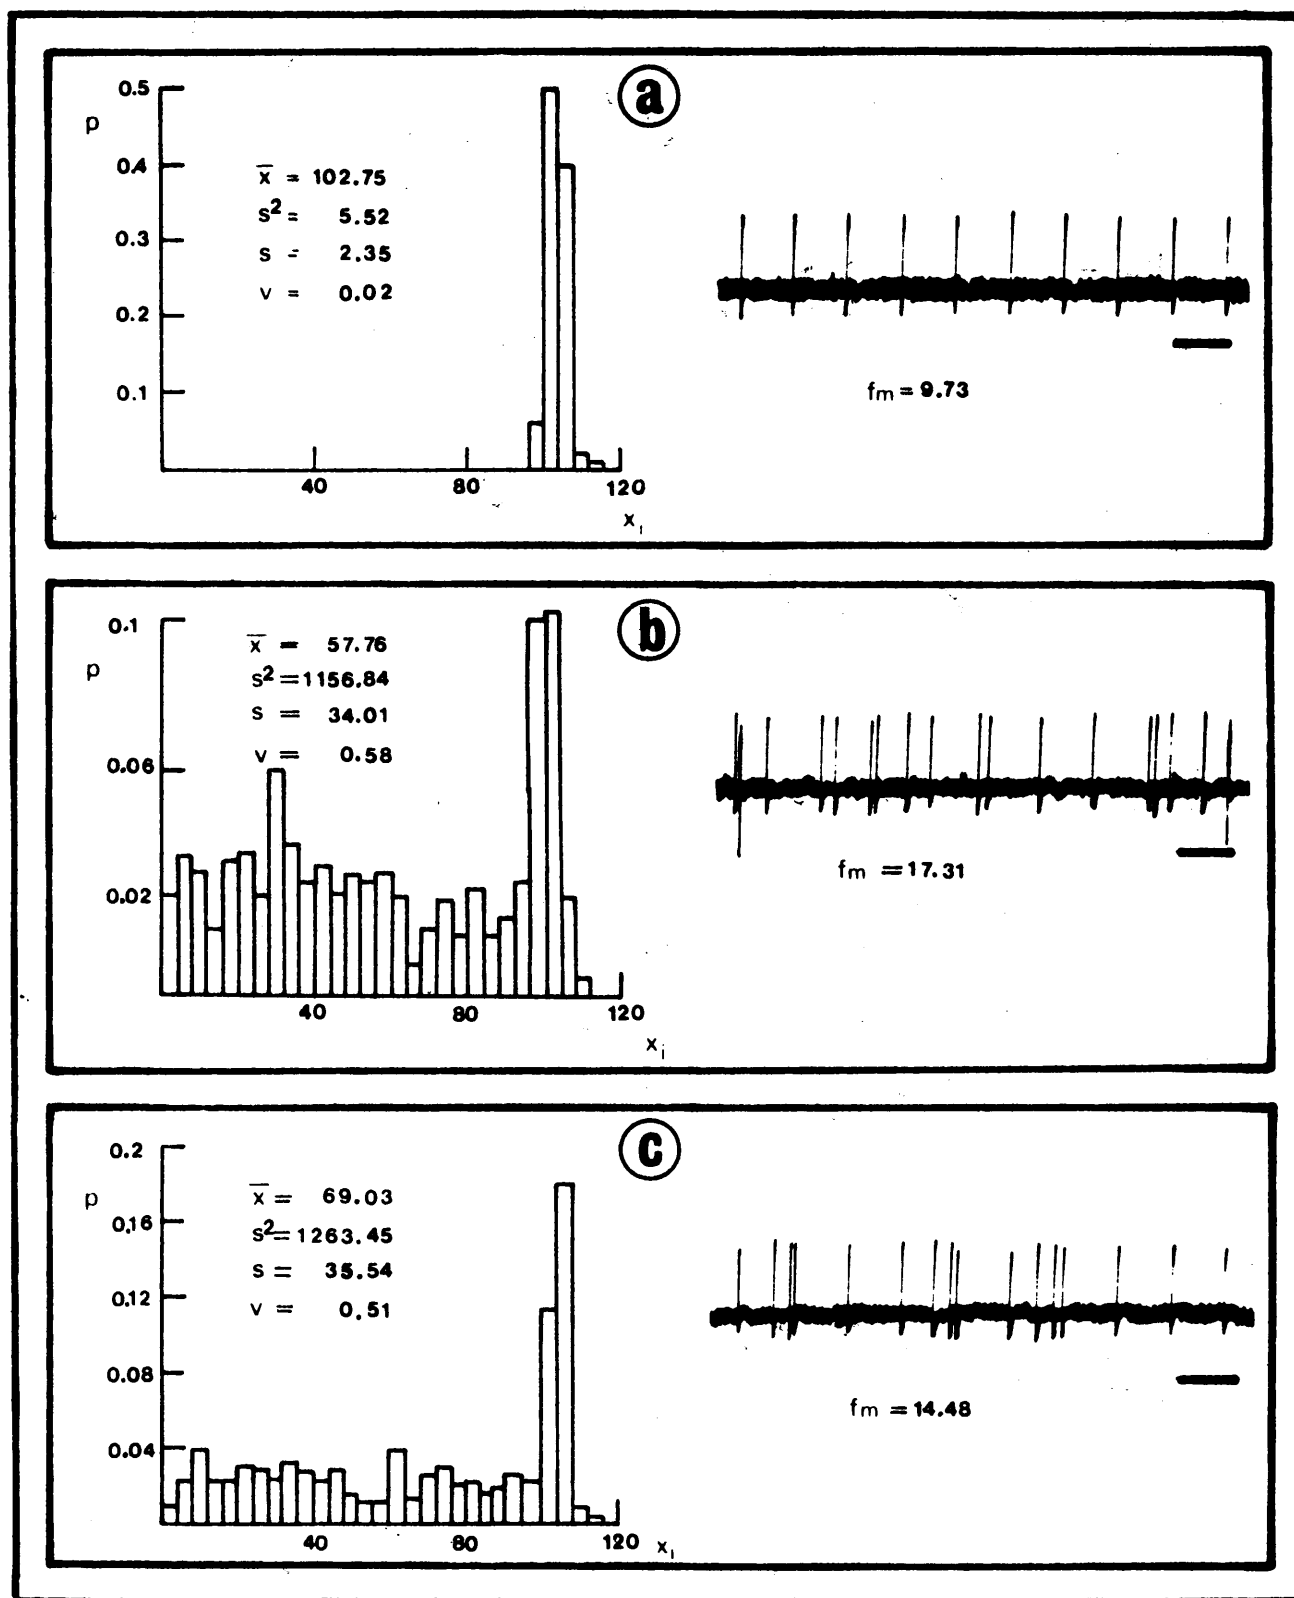 a
0.5
p
0.4
0.3
0.2
0.1
x̄ = 102.75
s² = 5.52
s = 2.35
v = 0.02
40
80
120
xᵢ
fm = 9.73
b
0.1
p
0.06
0.02
x̄ = 57.76
s² = 1156.84
s = 34.01
v = 0.58
40
80
120
xᵢ
fm = 17.31
c
0.2
p
0.16
0.12
0.08
0.04
x̄ = 69.03
s² = 1263.45
s = 35.54
v = 0.51
40
80
120
xᵢ
fm = 14.48